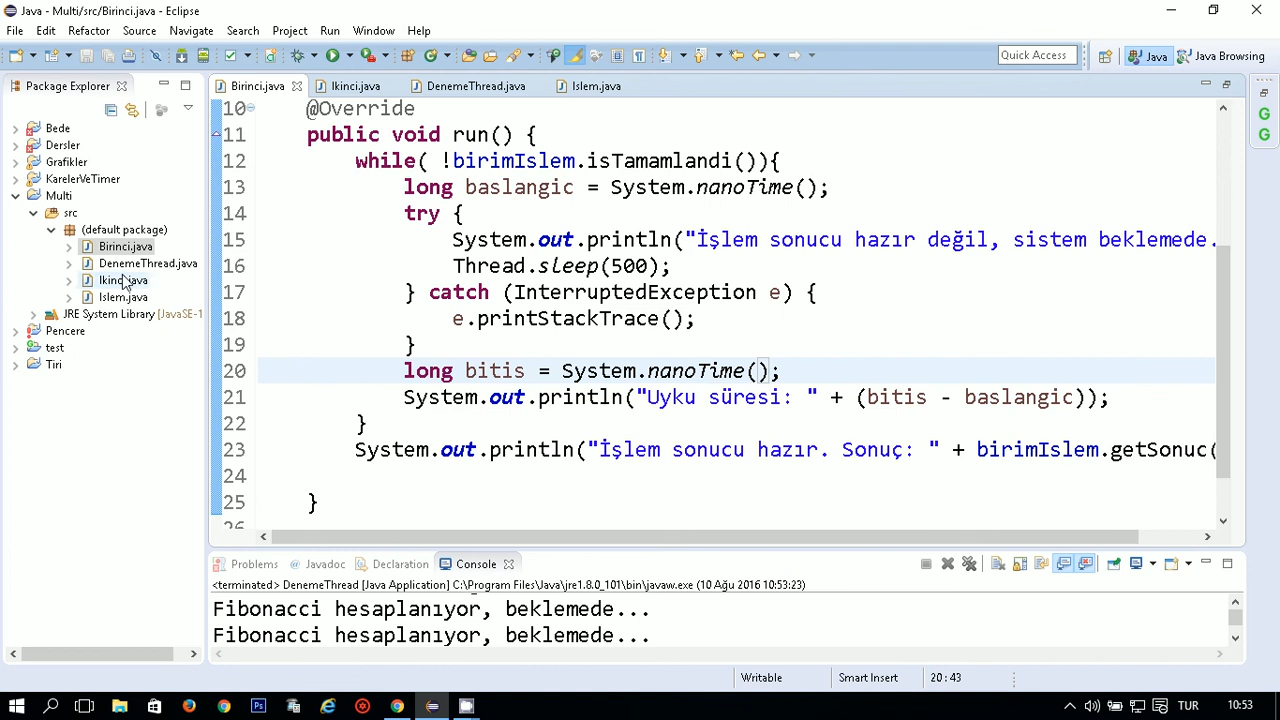 Java - Multi/src/Birinci.java - Eclipse
File Edit Refactor Source Navigate Search Project Run Window Help
Quick Access
Java
Java Browsing
Package Explorer
Bede
Dersler
Grafikler
KarelerVeTimer
Multi
src
(default package)
Birinci.java
DenemeThread.java
Ikinci.java
Islem.java
JRE System Library [JavaSE-1
Pencere
test
Tiri
Birinci.java Ikinci.java DenemeThread.java Islem.java
10 @Override
11 public void run() {
12 while( !birimIslem.isTamamlandi()){
13 long baslangic = System.nanoTime();
14 try {
15 System.out.println("İşlem sonucu hazır değil, sistem beklemede.
16 Thread.sleep(500);
17 } catch (InterruptedException e) {
18 e.printStackTrace();
19 }
20 long bitis = System.nanoTime();
21 System.out.println("Uyku süresi: " + (bitis - baslangic));
22 }
23 System.out.println("İşlem sonucu hazır. Sonuç: " + birimIslem.getSonuc(
24
25 }
26
Problems Javadoc Declaration Console
<terminated> DenemeThread [Java Application] C:\Program Files\Java\jre1.8.0_101\bin\javaw.exe (10 Ağu 2016 10:53:23)
Fibonacci hesaplanıyor, beklemede...
Fibonacci hesaplanıyor, beklemede...
Writable
Smart Insert
20 : 43
TUR
10:53